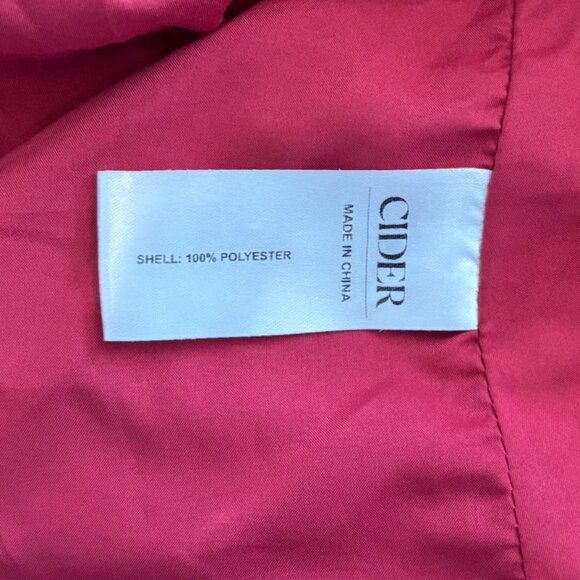 CIDER
MADE IN CHINA
SHELL: 100% POLYESTER